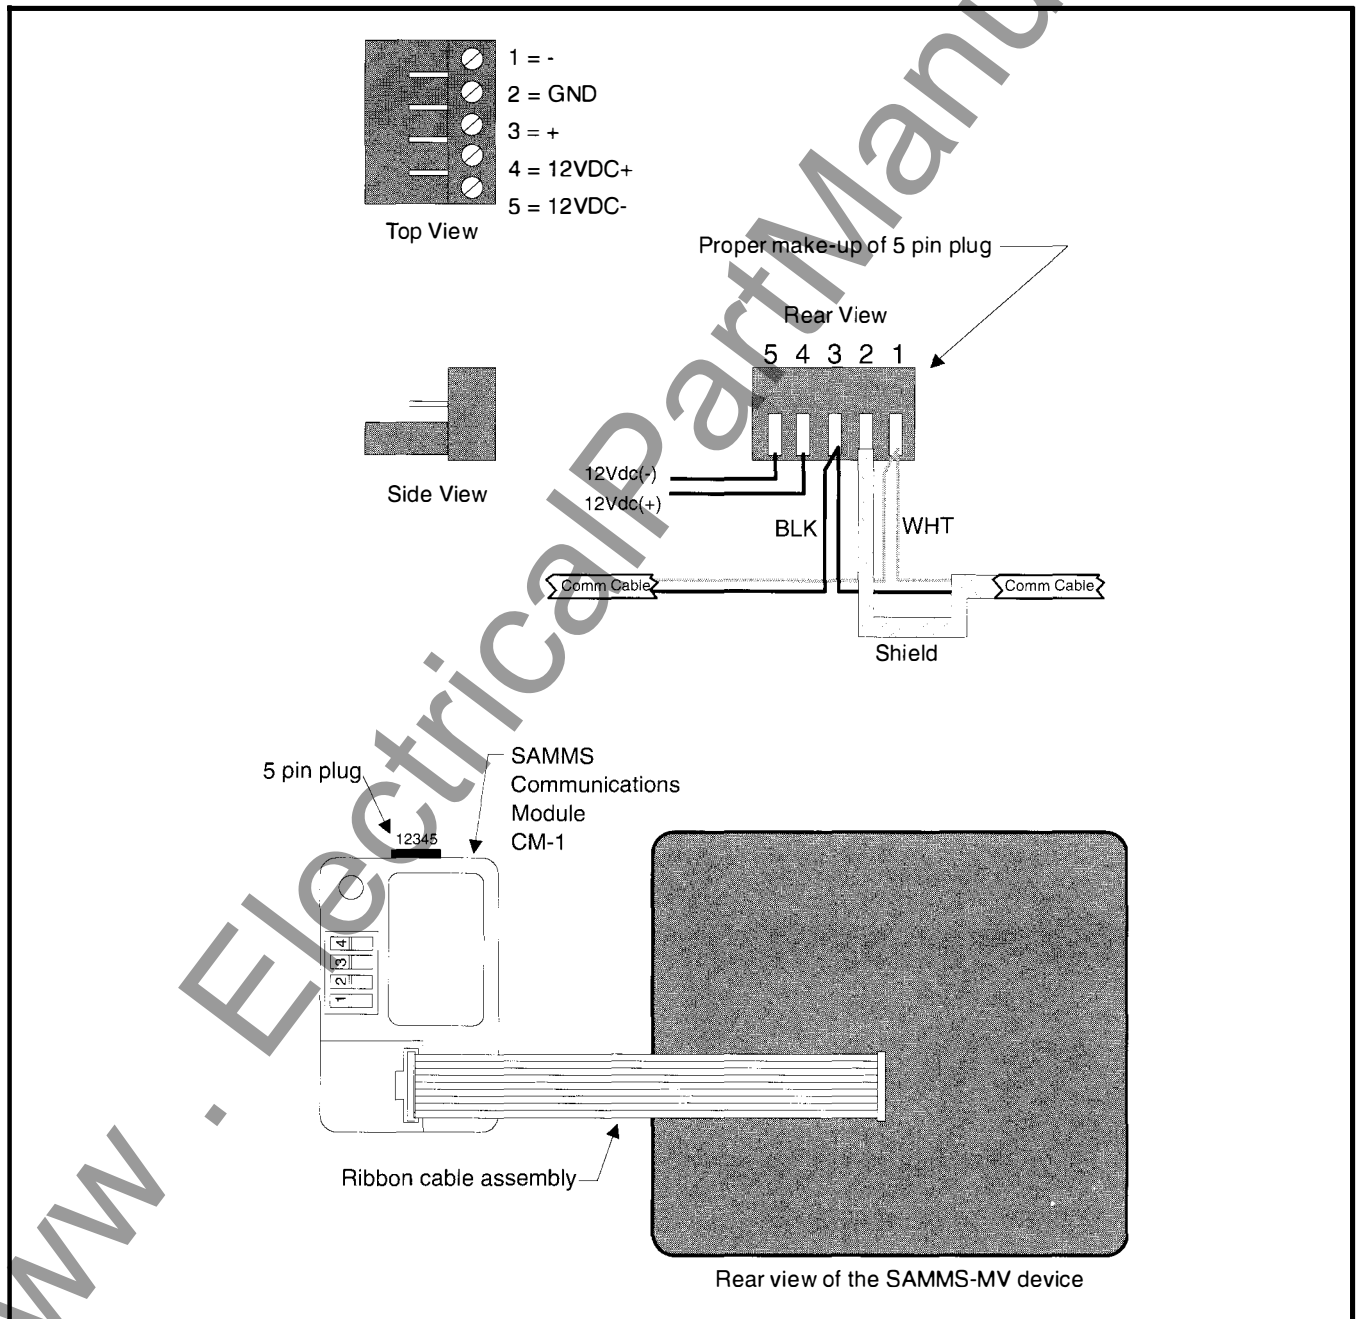 1 = -
2 = GND
3 = +
4 = 12VDC+
5 = 12VDC-
Top View
Proper make-up of 5 pin plug
Rear View
5 4 3 2 1
Side View
12Vdc(-)
12Vdc(+)
BLK
WHT
Comm Cable
Comm Cable
Shield
5 pin plug
SAMMS
Communications
Module
CM-1
12345
4
3
2
1
Ribbon cable assembly
Rear view of the SAMMS-MV device
ww . ElectricalPartManu